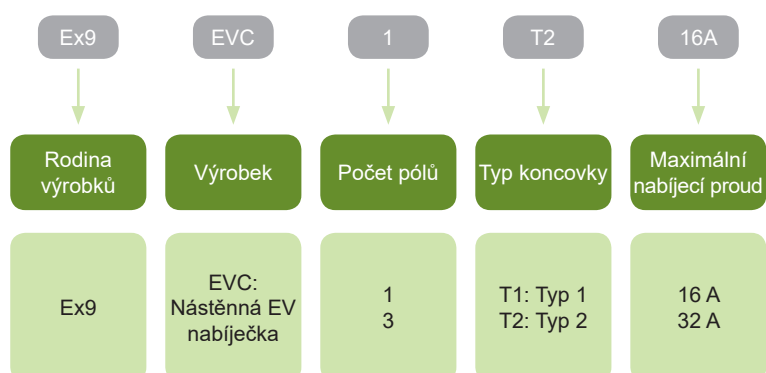 Ex9
EVC
1
T2
16A
Rodina
výrobků
Výrobek
Počet pólů
Typ koncovky
Maximální
nabíjecí proud
Ex9
EVC:
Nástěnná EV
nabíječka
1
3
T1: Typ 1
T2: Typ 2
16 A
32 A